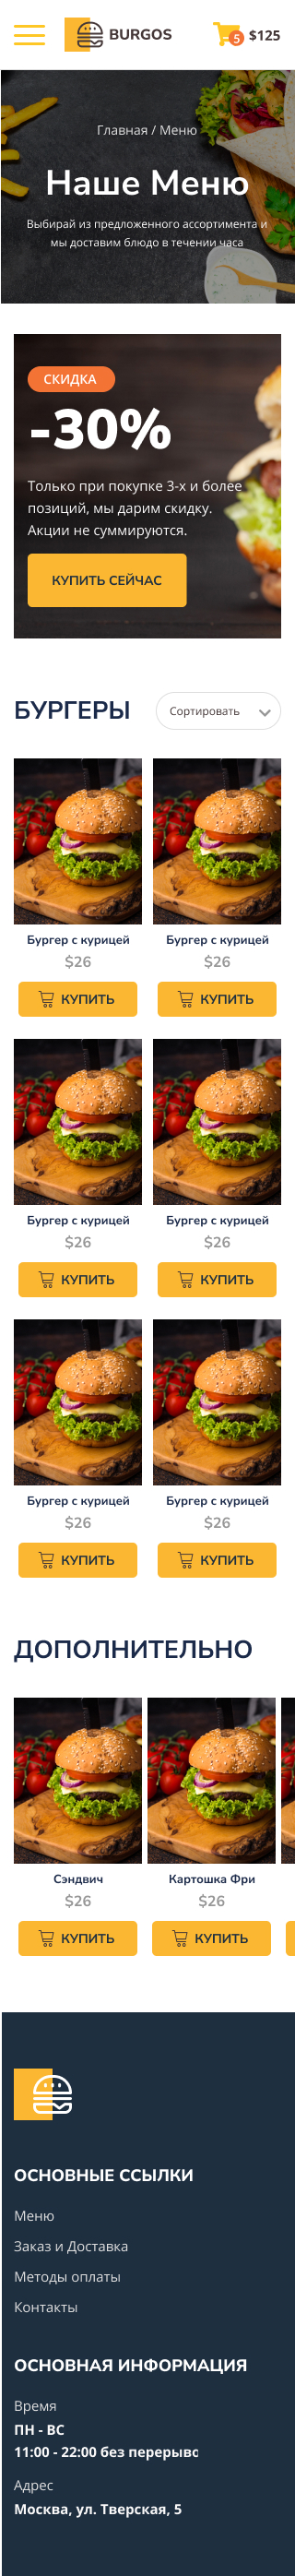 BURGOS
5
$125
Главная / Меню
Наше Меню
Выбирай из предложенного ассортимента и
мы доставим блюдо в течении часа
СКИДКА
-30%
Только при покупке 3-х и более
позиций, мы дарим скидку.
Акции не суммируются.
КУПИТЬ СЕЙЧАС
БУРГЕРЫ
Сортировать
Бургер с курицей
Бургер с курицей
$26
$26
КУПИТЬ
КУПИТЬ
Бургер с курицей
Бургер с курицей
$26
$26
КУПИТЬ
КУПИТЬ
Бургер с курицей
Бургер с курицей
$26
$26
КУПИТЬ
КУПИТЬ
ДОПОЛНИТЕЛЬНО
Сэндвич
Картошка Фри
$26
$26
КУПИТЬ
КУПИТЬ
ОСНОВНЫЕ ССЫЛКИ
Меню
Заказ и Доставка
Методы оплаты
Контакты
ОСНОВНАЯ ИНФОРМАЦИЯ
Время
ПН - ВС
11:00 - 22:00 без перерывс
Адрес
Москва, ул. Тверская, 5